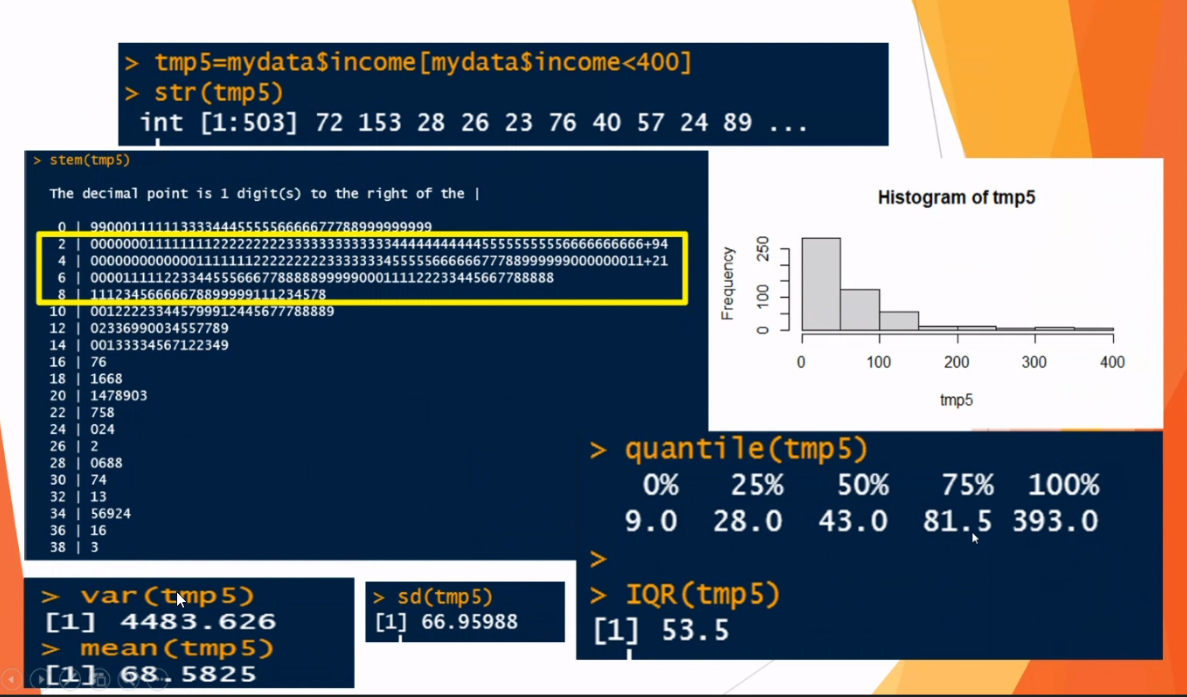 > tmp5=mydata$income[mydata$income<400]
> str(tmp5)
int [1:503] 72 153 28 26 23 76 40 57 24 89 ...
> stem(tmp5)
The decimal point is 1 digit(s) to the right of the |
0 | 99000111111333344455555666667778899999999999
2 | 00000001111111122222222223333333333333344444444444555555555556666666666+94
4 | 00000000000001111111222222222223333333345555566666677788999999900000011+21
6 | 000011111223344555666777888889999990001111222233445667788888
8 | 111234566666788999991112345 78
10 | 001222233445799912445677788889
12 | 02336990034557789
14 | 00133334567122349
16 | 76
18 | 1668
20 | 1478903
22 | 758
24 | 024
26 | 2
28 | 0688
30 | 74
32 | 13
34 | 56924
36 | 16
38 | 3
Histogram of tmp5
Frequency
0 100 250
0 100 200 300 400
tmp5
> quantile(tmp5)
0% 25% 50% 75% 100%
9.0 28.0 43.0 81.5 393.0
>
> IQR(tmp5)
[1] 53.5
> var(tmp5)
[1] 4483.626
> mean(tmp5)
[1] 68.5825
> sd(tmp5)
[1] 66.95988